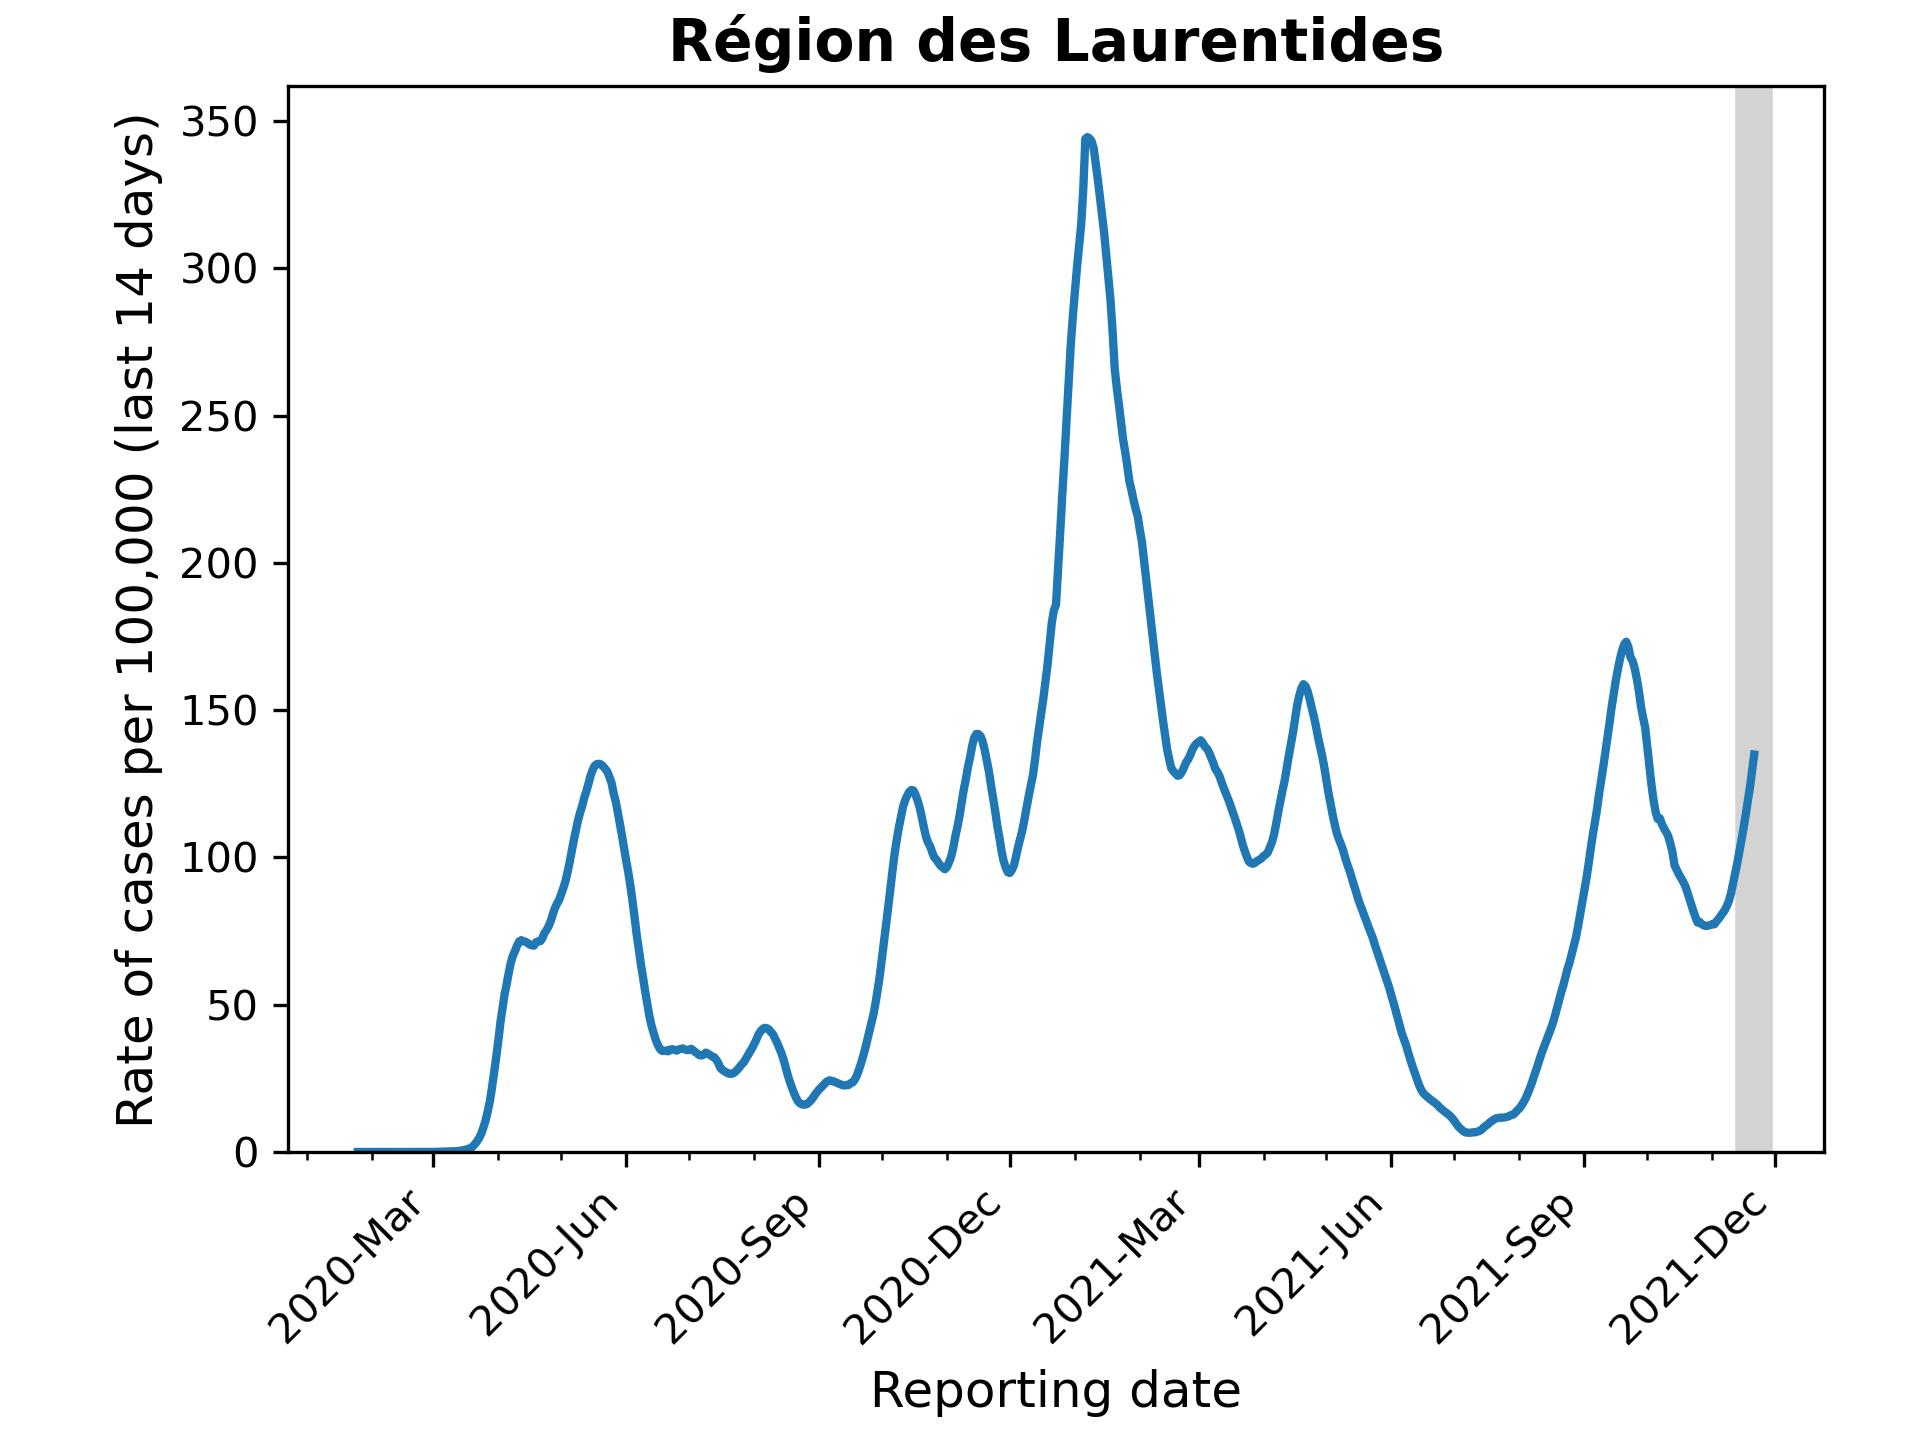 Région des Laurentides
Rate of cases per 100,000 (last 14 days)
350
300
250
200
150
100
50
0
2020-Mar
2020-Jun
2020-Sep
2020-Dec
2021-Mar
2021-Jun
2021-Sep
2021-Dec
Reporting date